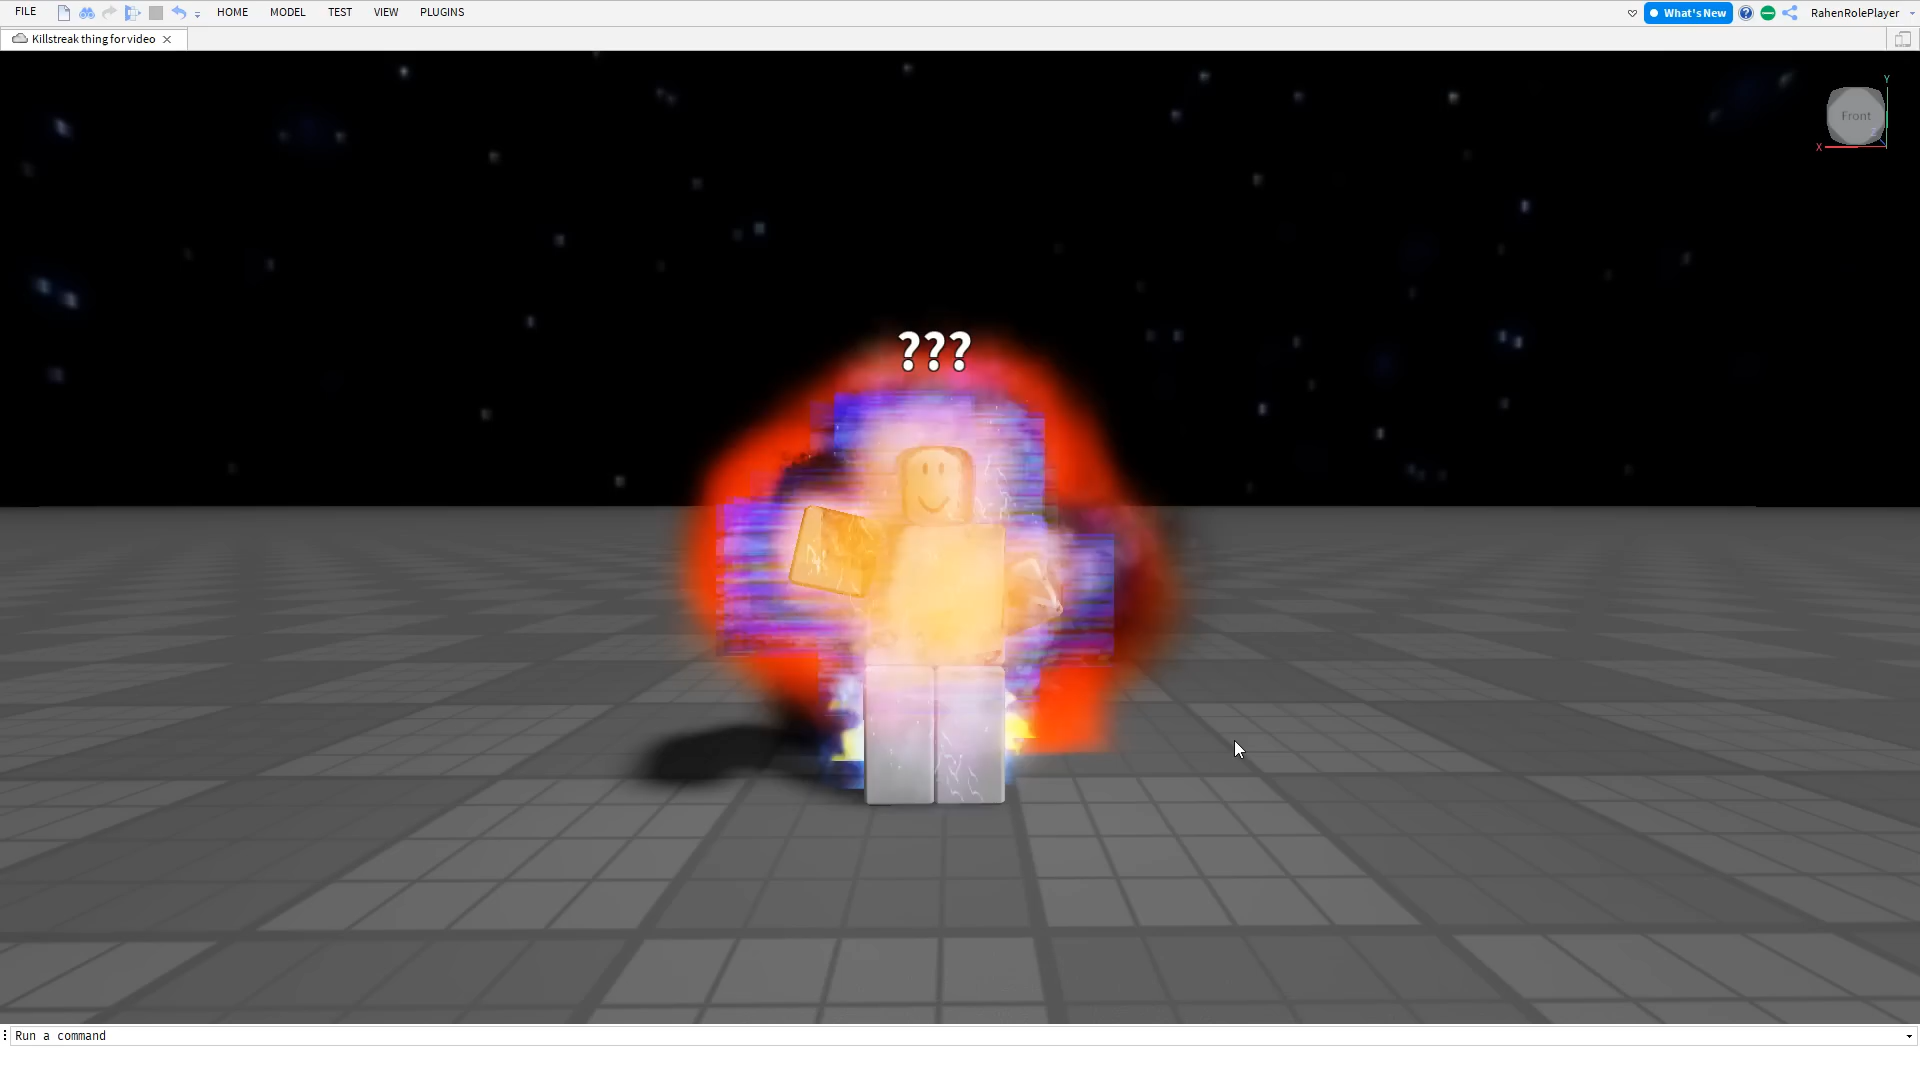 FILE HOME MODEL TEST VIEW PLUGINS What's New ? RahenRolePlayer
Killstreak thing for video
Y
Front
Z
X
???
Run a command